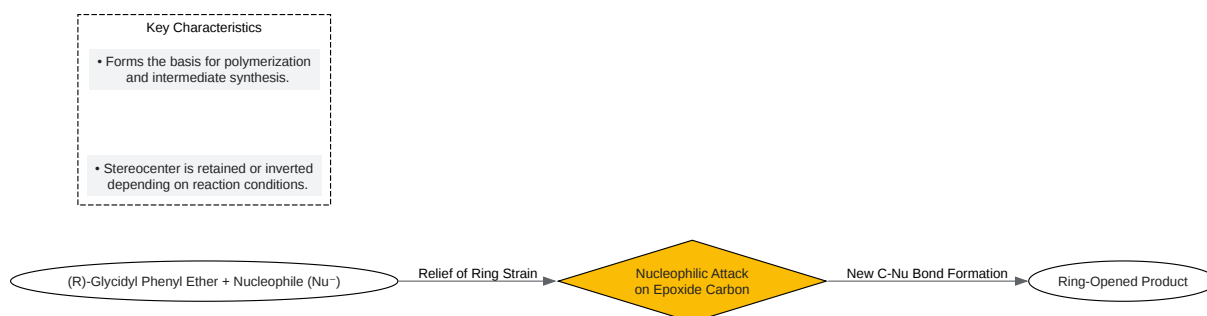 Key Characteristics
• Forms the basis for polymerization
and intermediate synthesis.
• Stereocenter is retained or inverted
depending on reaction conditions.
(R)-Glycidyl Phenyl Ether + Nucleophile (Nu⁻)
Relief of Ring Strain
Nucleophilic Attack
on Epoxide Carbon
New C-Nu Bond Formation
Ring-Opened Product